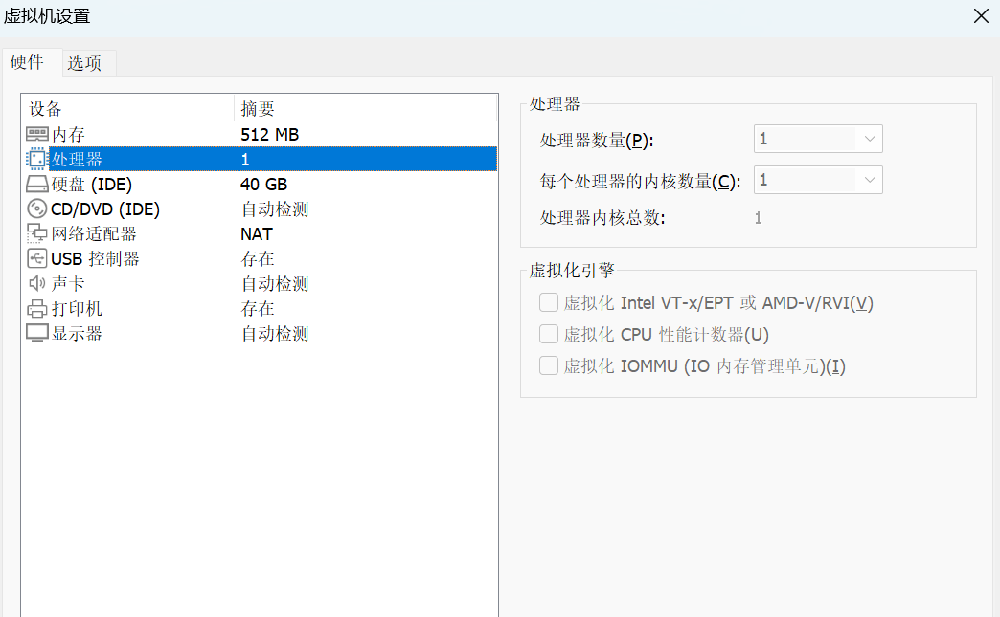 虚拟机设置
硬件 选项
设备 摘要
内存 512 MB
处理器 1
硬盘 (IDE) 40 GB
CD/DVD (IDE) 自动检测
网络适配器 NAT
USB 控制器 存在
声卡 自动检测
打印机 存在
显示器 自动检测
处理器
处理器数量(P): 1
每个处理器的内核数量(C): 1
处理器内核总数: 1
虚拟化引擎
虚拟化 Intel VT-x/EPT 或 AMD-V/RVI(V)
虚拟化 CPU 性能计数器(U)
虚拟化 IOMMU (IO 内存管理单元)(I)